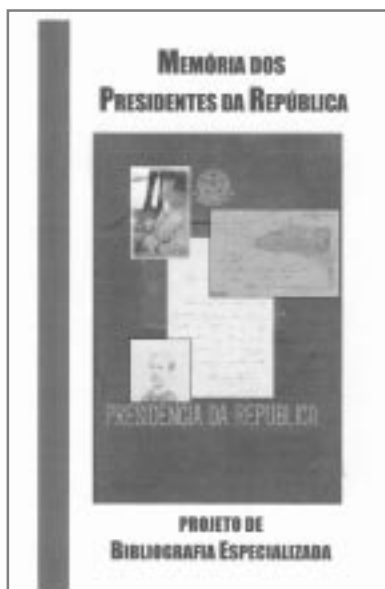 MEMÓRIA DOS
PRESIDENTES DA REPÚBLICA
PRESIDÊNCIA DA REPÚBLICA
PROJETO DE
BIBLIOGRAFIA ESPECIALIZADA